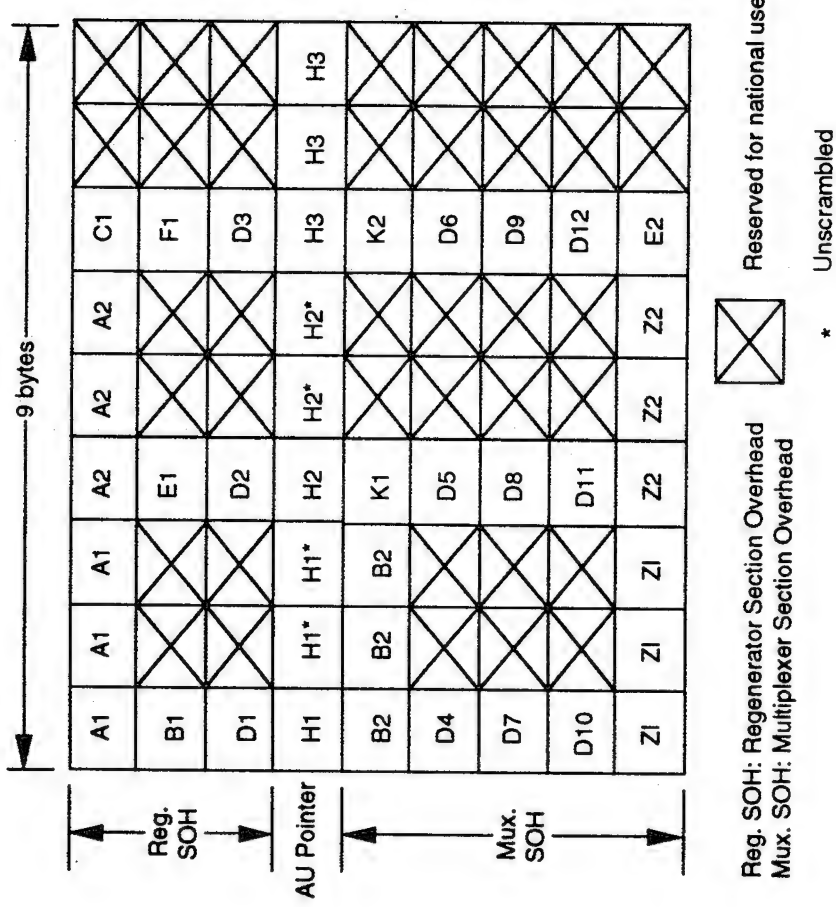 9 bytes
A1 A1 A1 A2 A2 A2 C1
Reg.
SOH
B1 E1 F1
D1 D2 D3
AU Pointer H1 H1* H1* H2 H2* H2* H3 H3 H3
B2 B2 B2 K1 K2
D4 D5 D6
Mux.
SOH
D7 D8 D9
D10 D11 D12
ZI ZI ZI Z2 Z2 Z2 E2
Reg. SOH: Regenerator Section Overhead
Mux. SOH: Multiplexer Section Overhead
Reserved for national use
* Unscrambled